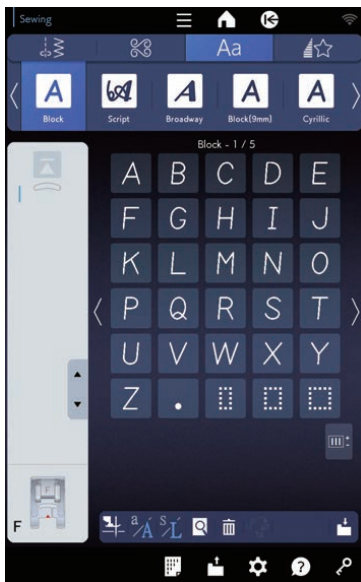 Sewing
Aa
A A A A A
Block Script Broadway Block(9mm) Cyrillic
Block - 1 / 5
A B C D E
F G H I J
K L M N O
P Q R S T
U V W X Y
Z .
F
a/A S/L
?